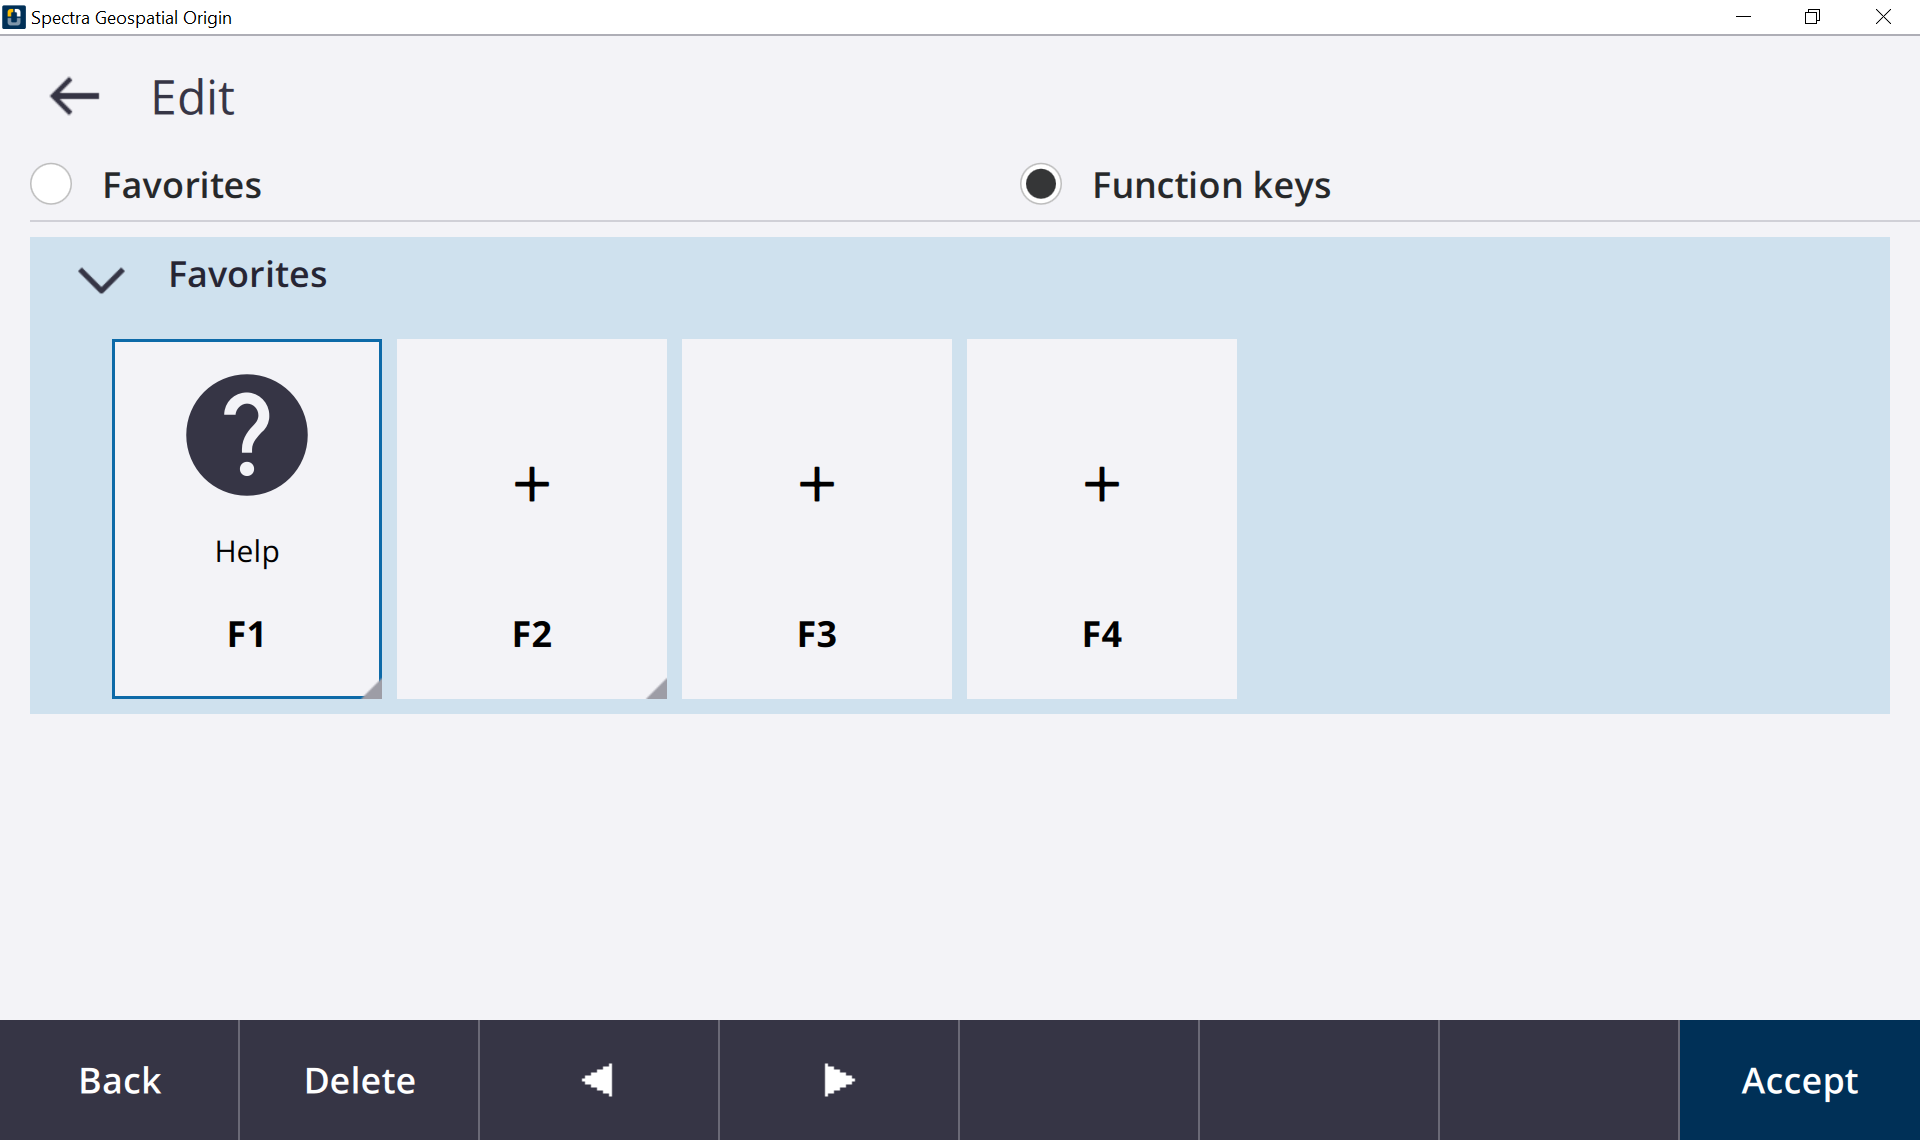 Spectra Geospatial Origin
Edit
Favorites
Function keys
Favorites
Help
F1
+
F2
+
F3
+
F4
Back
Delete
Accept